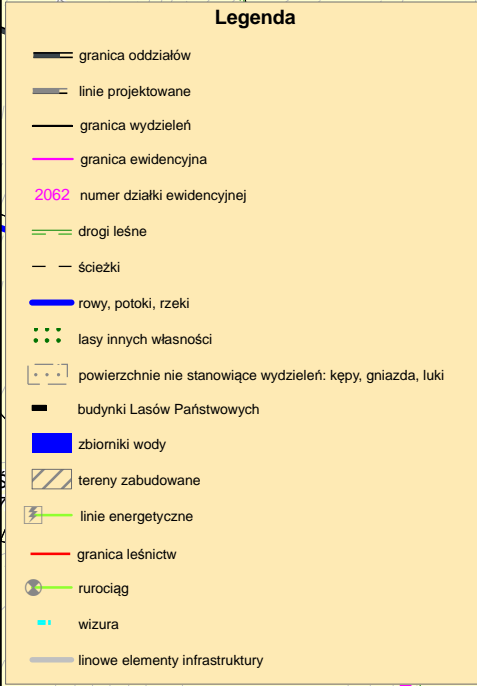 Legenda
granica oddziałów
linie projektowane
granica wydzieleń
granica ewidencyjna
2062 numer działki ewidencyjnej
drogi leśne
ścieżki
rowy, potoki, rzeki
lasy innych własności
powierzchnie nie stanowiące wydzieleń: kępy, gniazda, luki
budynki Lasów Państwowych
zbiorniki wody
tereny zabudowane
linie energetyczne
granica leśnictw
rurociąg
wizura
linowe elementy infrastruktury